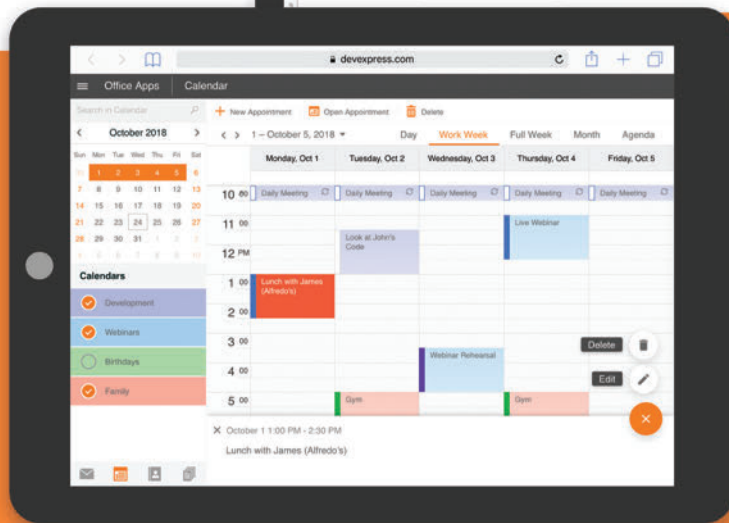 devexpress.com
Office Apps Calendar
Search in Calendar
New Appointment Open Appointment Delete
October 2018
1 – October 5, 2018 Day Work Week Full Week Month Agenda
Sun Mon Tue Wed Thu Fri Sat
1 2 3 4 5 6
7 8 9 10 11 12 13
14 15 16 17 18 19 20
21 22 23 24 25 26 27
28 29 30 31 1 2 3
4 5 6 7 8 9 10
Calendars
Development
Webinars
Birthdays
Family
Monday, Oct 1 Tuesday, Oct 2 Wednesday, Oct 3 Thursday, Oct 4 Friday, Oct 5
10 Daily Meeting Daily Meeting Daily Meeting Daily Meeting Daily Meeting
11 00 Live Webinar
Look at John's
Code
12 PM
1 00 Lunch with James
(Alfredo's)
2 00
3 00 Webinar Rehearsal
4 00
5 00 Gym Gym
Delete
Edit
October 1 1:00 PM - 2:30 PM
Lunch with James (Alfredo's)